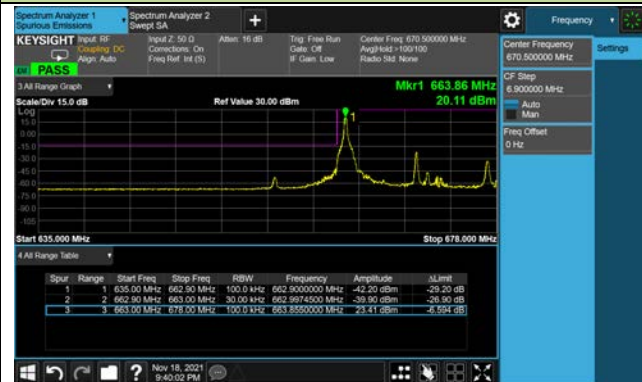 Spectrum Analyzer 1
Spurious Emissions
Spectrum Analyzer 2
Swept SA
+
Frequency
KEYSIGHT
Input: RF
Coupling: DC
Align: Auto
Input Z: 50 Ω
Corrections: On
Freq Ref: Int (S)
Atten: 16 dB
Trig: Free Run
Gate: Off
IF Gain: Low
Center Freq: 670.500000 MHz
Avg|Hold:>100/100
Radio Std: None
PASS
Center Frequency
670.500000 MHz
Settings
CF Step
6.900000 MHz
Auto
Man
Freq Offset
0 Hz
3 All Range Graph
Mkr1 663.86 MHz
20.11 dBm
Scale/Div 15.0 dB
Ref Value 30.00 dBm
Log
15.0
0.00
-15.0
-30.0
-45.0
-60.0
-75.0
-90.0
-105
1
Start 635.000 MHz
Stop 678.000 MHz
4 All Range Table
Spur Range Start Freq Stop Freq RBW Frequency Amplitude ΔLimit
1 1 635.00 MHz 662.90 MHz 100.0 kHz 662.9000000 MHz -42.20 dBm -29.20 dB
2 2 662.90 MHz 663.00 MHz 30.00 kHz 662.9974500 MHz -39.90 dBm -26.90 dB
3 3 663.00 MHz 678.00 MHz 100.0 kHz 663.8550000 MHz 23.41 dBm -6.594 dB
?
Nov 18, 2021
9:40:02 PM